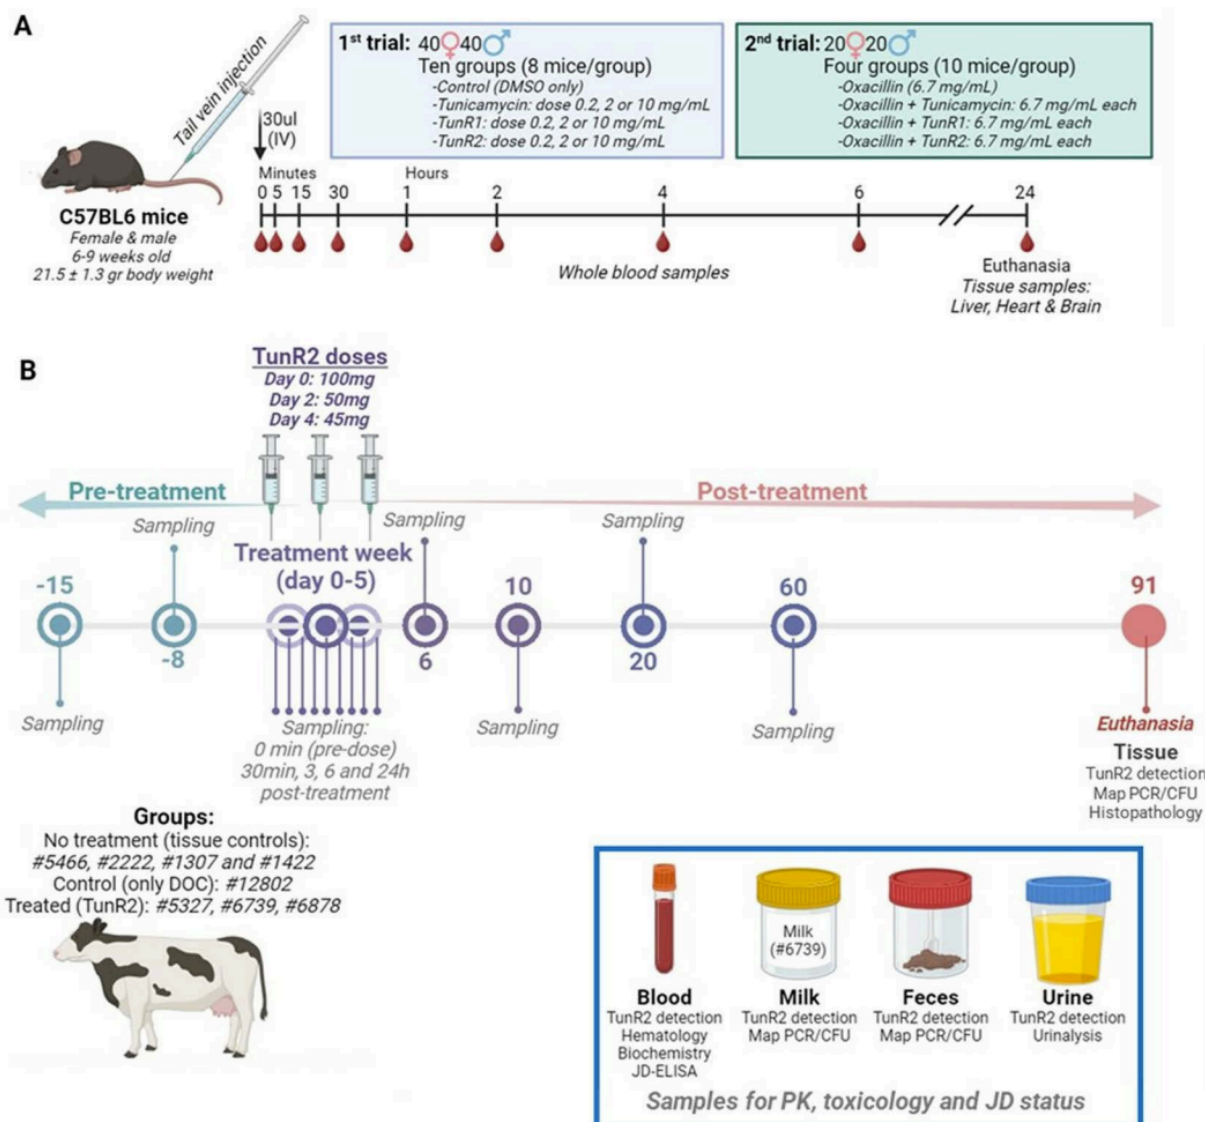 A
Tail vein injection
1st trial: 40♀40♂
Ten groups (8 mice/group)
-Control (DMSO only)
-Tunicamycin: dose 0.2, 2 or 10 mg/mL
-TunR1: dose 0.2, 2 or 10 mg/mL
-TunR2: dose 0.2, 2 or 10 mg/mL
2nd trial: 20♀20♂
Four groups (10 mice/group)
-Oxacillin (6.7 mg/mL)
-Oxacillin + Tunicamycin: 6.7 mg/mL each
-Oxacillin + TunR1: 6.7 mg/mL each
-Oxacillin + TunR2: 6.7 mg/mL each
30ul
(IV)
Minutes
Hours
0 5 15 30 1 2 4 6 24
C57BL6 mice
Female & male
6-9 weeks old
21.5 ± 1.3 gr body weight
Whole blood samples
Euthanasia
Tissue samples:
Liver, Heart & Brain
B
TunR2 doses
Day 0: 100mg
Day 2: 50mg
Day 4: 45mg
Pre-treatment
Post-treatment
Sampling
Sampling
Sampling
Treatment week
(day 0-5)
-15
10
60
91
-8
6
20
Sampling
Sampling:
0 min (pre-dose)
30min, 3, 6 and 24h
post-treatment
Sampling
Sampling
Euthanasia
Tissue
TunR2 detection
Map PCR/CFU
Histopathology
Groups:
No treatment (tissue controls):
#5466, #2222, #1307 and #1422
Control (only DOC): #12802
Treated (TunR2): #5327, #6739, #6878
Milk
(#6739)
Blood
TunR2 detection
Hematology
Biochemistry
JD-ELISA
Milk
TunR2 detection
Map PCR/CFU
Feces
TunR2 detection
Map PCR/CFU
Urine
TunR2 detection
Urinalysis
Samples for PK, toxicology and JD status